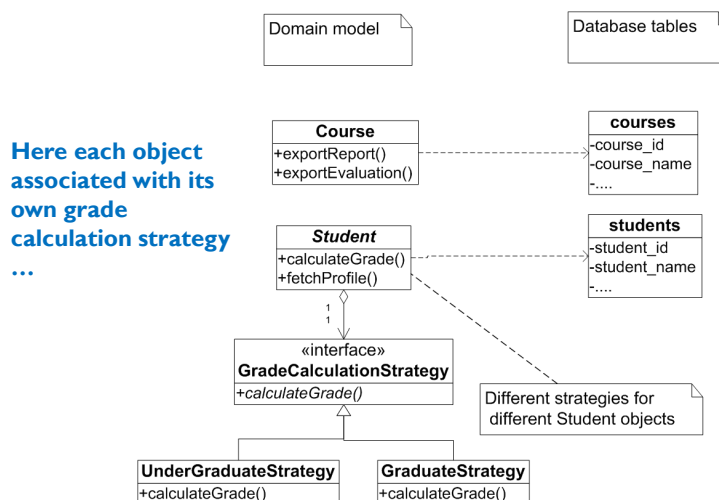 Domain model
Database tables
Here each object
associated with its
own grade
calculation strategy
…
Course
+exportReport()
+exportEvaluation()
courses
-course_id
-course_name
-....
Student
+calculateGrade()
+fetchProfile()
students
-student_id
-student_name
-....
1
1
«interface»
GradeCalculationStrategy
+calculateGrade()
Different strategies for
different Student objects
UnderGraduateStrategy
+calculateGrade()
GraduateStrategy
+calculateGrade()